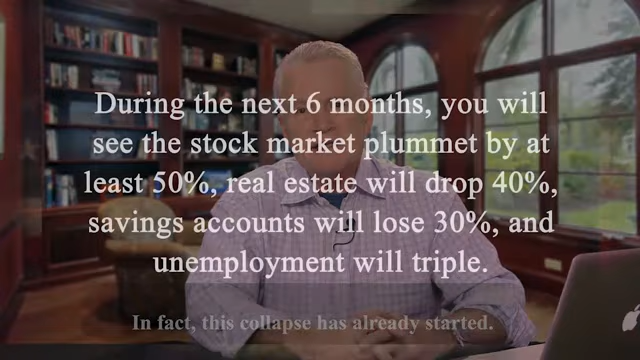 During the next 6 months, you will
see the stock market plummet by at
least 50%, real estate will drop 40%,
savings accounts will lose 30%, and
unemployment will triple.
In fact, this collapse has already started.